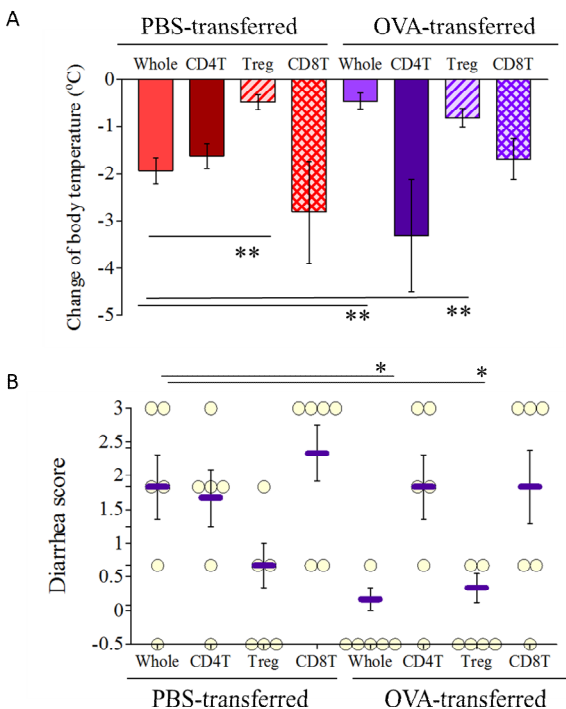 A
PBS-transferred OVA-transferred
Whole CD4T Treg CD8T Whole CD4T Treg CD8T
Change of body temperature (⁰C)
0
-1
-2
-3
-4
-5
**
**
**
B
*
*
Diarrhea score
3
2.5
2
1.5
1
0.5
0
-0.5
Whole CD4T Treg CD8T Whole CD4T Treg CD8T
PBS-transferred OVA-transferred